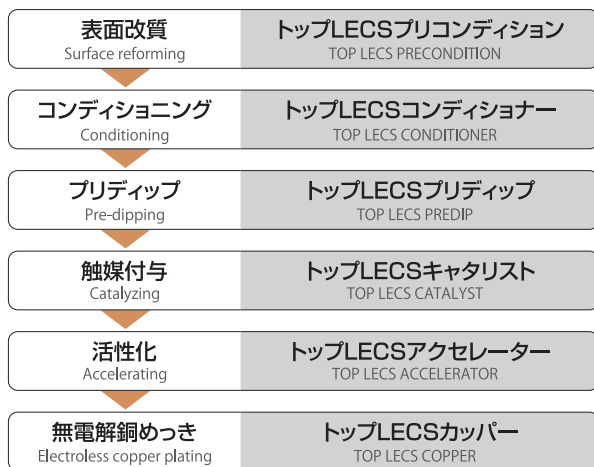 表面改質
Surface reforming
トップLECSプリコンディション
TOP LECS PRECONDITION
コンディショニング
Conditioning
トップLECSコンディショナー
TOP LECS CONDITIONER
プリディップ
Pre-dipping
トップLECSプリディップ
TOP LECS PREDIP
触媒付与
Catalyzing
トップLECSキャタリスト
TOP LECS CATALYST
活性化
Accelerating
トップLECSアクセレーター
TOP LECS ACCELERATOR
無電解銅めっき
Electroless copper plating
トップLECSカッパー
TOP LECS COPPER